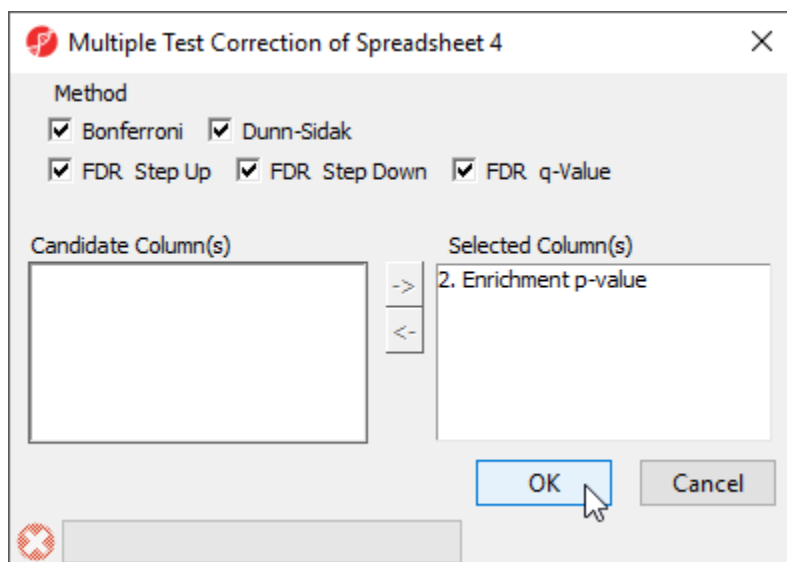 Multiple Test Correction of Spreadsheet 4
Method
Bonferroni Dunn-Sidak
FDR Step Up FDR Step Down FDR q-Value
Candidate Column(s) Selected Column(s)
-> 2. Enrichment p-value
<-
OK Cancel